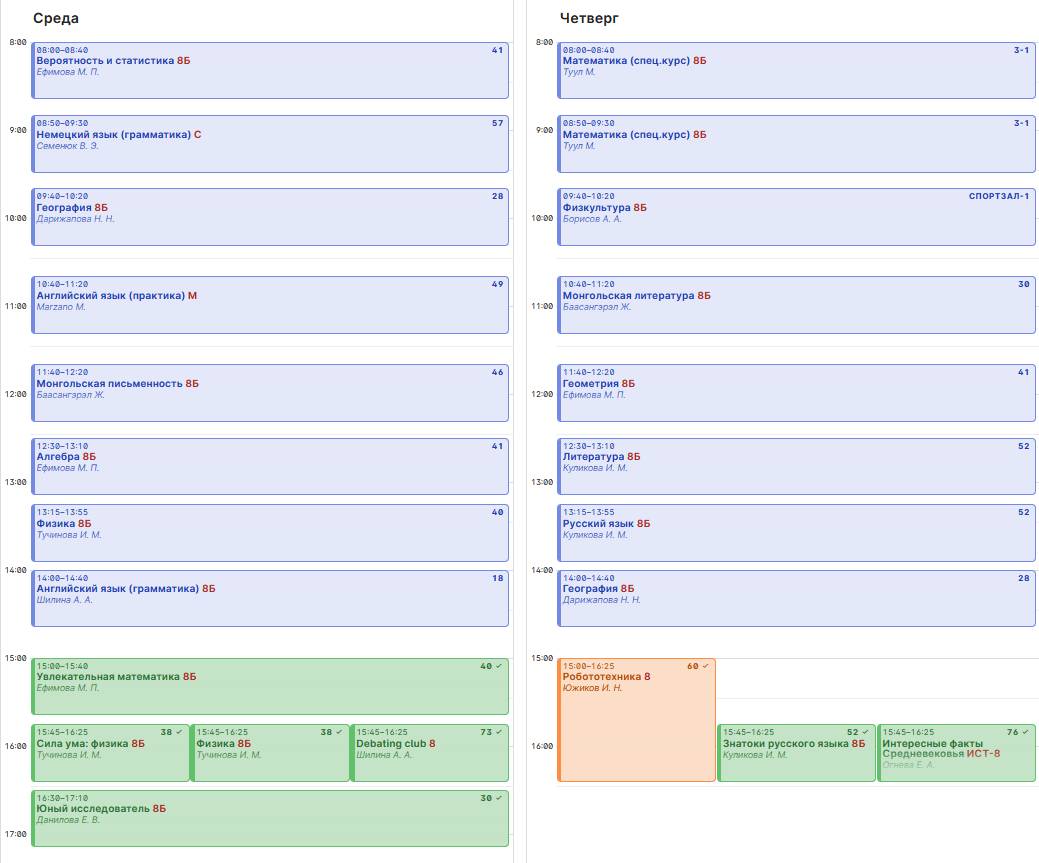 Среда
8:00
08:00–08:40 41
Вероятность и статистика 8Б
Ефимова М. П.
9:00
08:50–09:30 57
Немецкий язык (грамматика) С
Семенюк В. Э.
09:40–10:20 28
География 8Б
10:00
Дарижапова Н. Н.
10:40–11:20 49
Английский язык (практика) М
11:00
Marzano M.
11:40–12:20 46
Монгольская письменность 8Б
12:00
Баасангэрэл Ж.
12:30–13:10 41
Алгебра 8Б
Ефимова М. П.
13:00
13:15–13:55 40
Физика 8Б
Тучинова И. М.
14:00
14:00–14:40 18
Английский язык (грамматика) 8Б
Шилина А. А.
15:00
15:00–15:40 40 ✓
Увлекательная математика 8Б
Ефимова М. П.
15:45–16:25 38 ✓
Сила ума: физика 8Б
Тучинова И. М.
15:45–16:25 38 ✓
Физика 8Б
Тучинова И. М.
15:45–16:25 73 ✓
Debating club 8
Шилина А. А.
16:00
16:30–17:10 30 ✓
Юный исследователь 8Б
Данилова Е. В.
17:00
Четверг
8:00
08:00–08:40 3-1
Математика (спец.курс) 8Б
Туул М.
9:00
08:50–09:30 3-1
Математика (спец.курс) 8Б
Туул М.
09:40–10:20 СПОРТЗАЛ-1
Физкультура 8Б
10:00
Борисов А. А.
10:40–11:20 30
Монгольская литература 8Б
11:00
Баасангэрэл Ж.
11:40–12:20 41
Геометрия 8Б
12:00
Ефимова М. П.
12:30–13:10 52
Литература 8Б
Куликова И. М.
13:00
13:15–13:55 52
Русский язык 8Б
Куликова И. М.
14:00
14:00–14:40 28
География 8Б
Дарижапова Н. Н.
15:00
15:00–16:25 60 ✓
Робототехника 8
Южиков И. Н.
15:45–16:25 52 ✓
Знатоки русского языка 8Б
Куликова И. М.
15:45–16:25 76 ✓
Интересные факты
Средневековья ИСТ-8
Огнева Е. А.
16:00